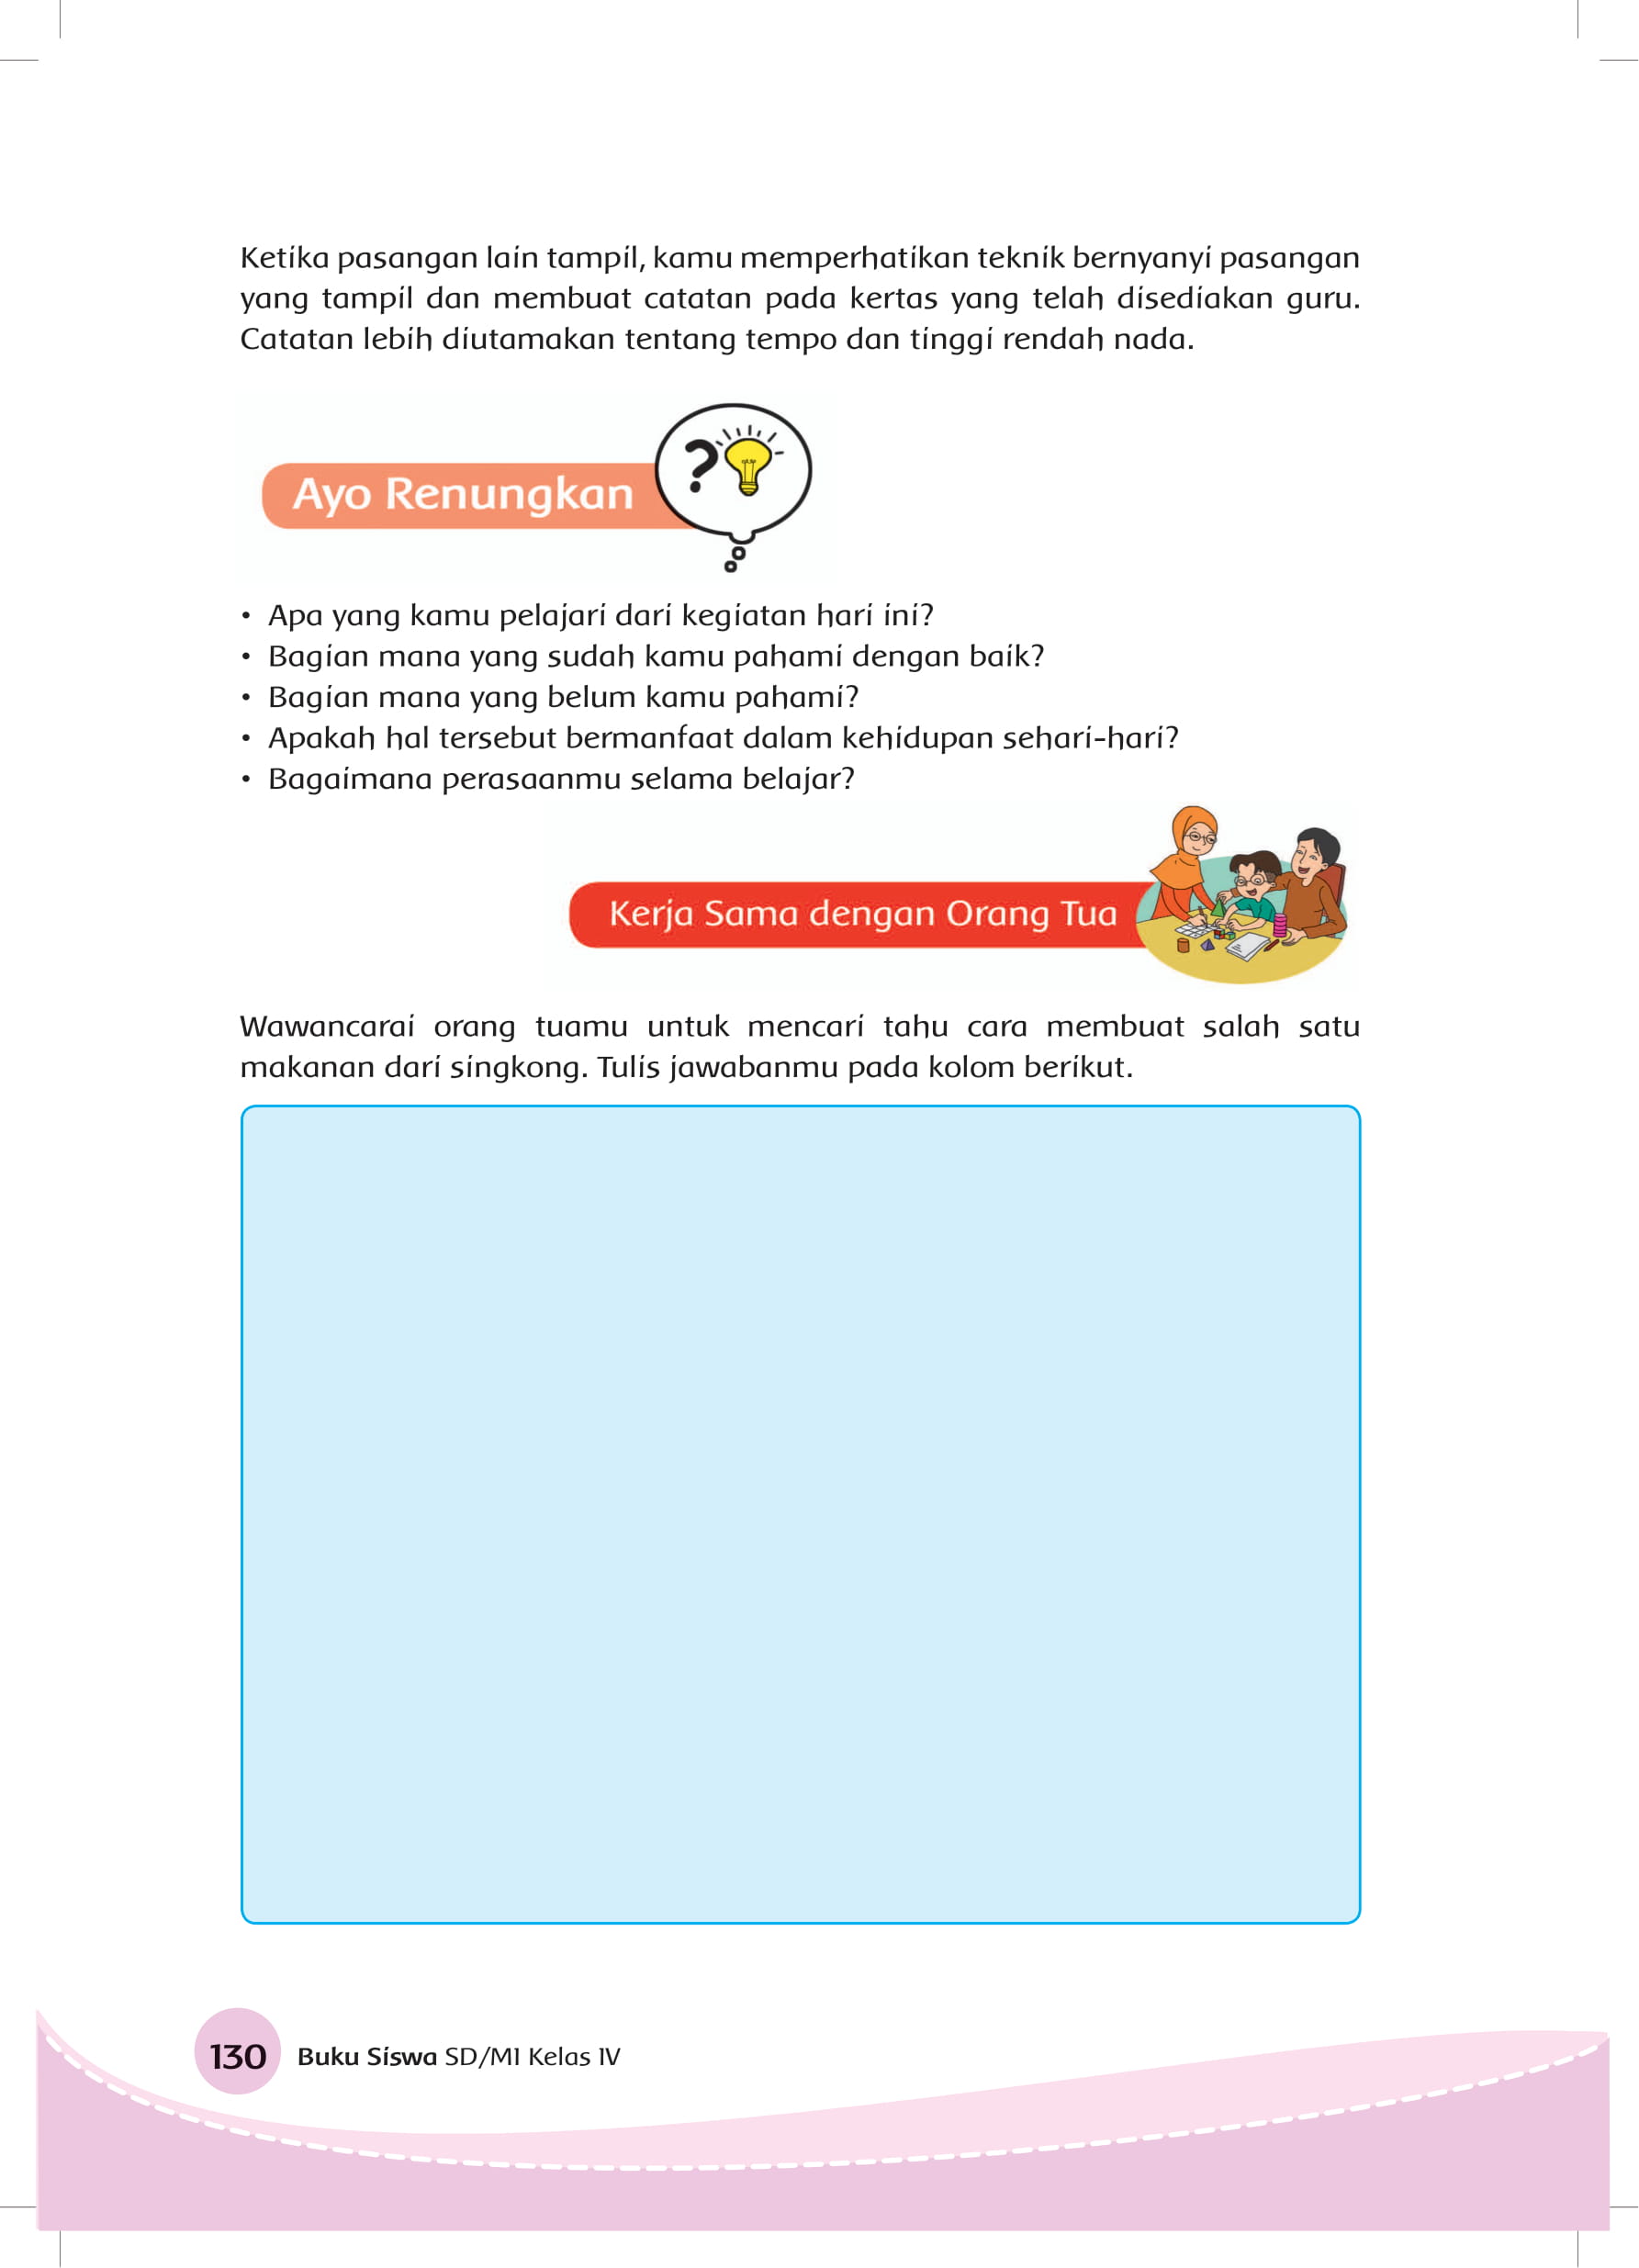 Ketika pasangan lain tampil, kamu memperhatikan teknik bernyanyi pasangan
yang tampil dan membuat catatan pada kertas yang telah disediakan guru.
Catatan lebih diutamakan tentang tempo dan tinggi rendah nada.
?
Ayo Renungkan
• Apa yang kamu pelajari dari kegiatan hari ini?
• Bagian mana yang sudah kamu pahami dengan baik?
• Bagian mana yang belum kamu pahami?
• Apakah hal tersebut bermanfaat dalam kehidupan sehari-hari?
• Bagaimana perasaanmu selama belajar?
Kerja Sama dengan Orang Tua
Wawancarai orang tuamu untuk mencari tahu cara membuat salah satu
makanan dari singkong. Tulis jawabanmu pada kolom berikut.
130 Buku Siswa SD/MI Kelas IV